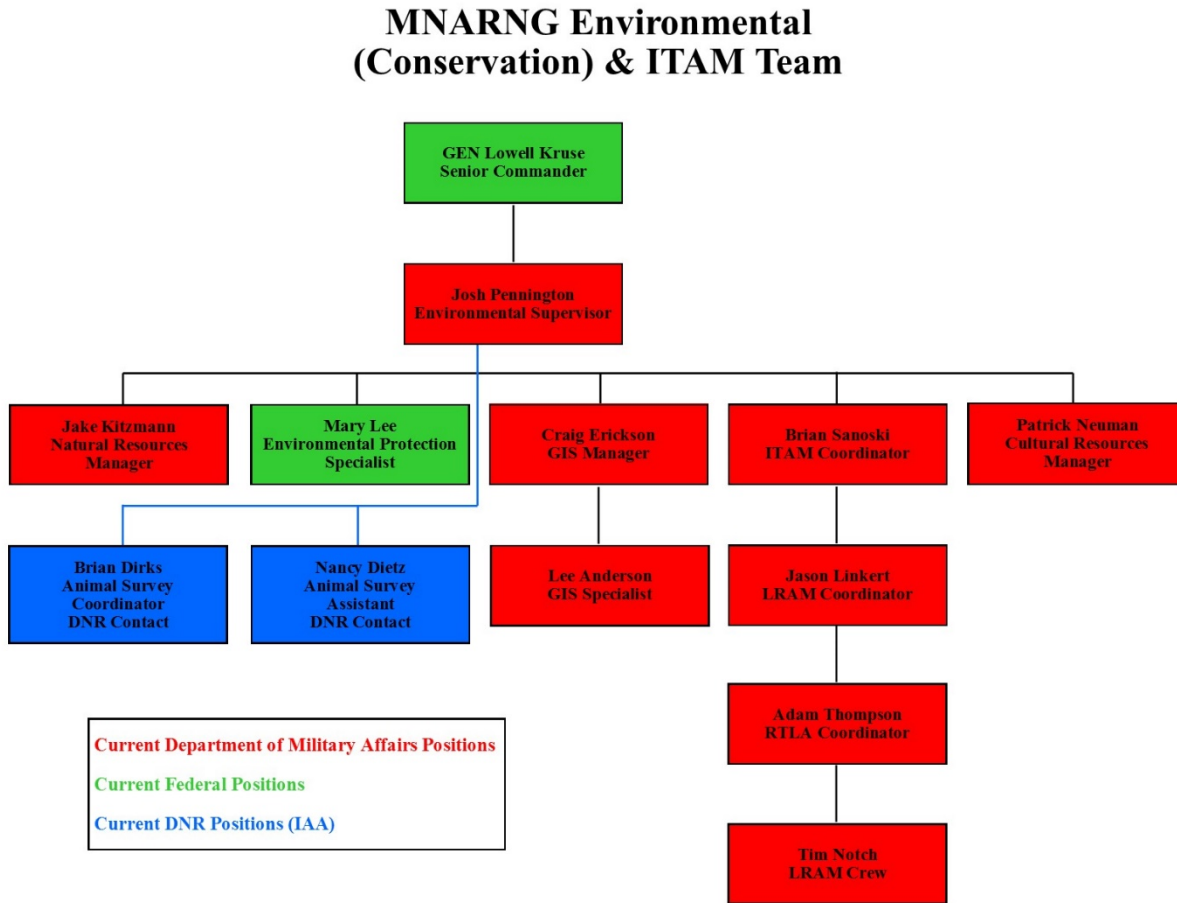 MNARNG Environmental
(Conservation) & ITAM Team
GEN Lowell Kruse
Senior Commander
Josh Pennington
Environmental Supervisor
Jake Kitzmann
Natural Resources
Manager
Mary Lee
Environmental Protection
Specialist
Craig Erickson
GIS Manager
Brian Sanoski
ITAM Coordinator
Patrick Neuman
Cultural Resources
Manager
Brian Dirks
Animal Survey
Coordinator
DNR Contact
Nancy Dietz
Animal Survey
Assistant
DNR Contact
Lee Anderson
GIS Specialist
Jason Linkert
LRAM Coordinator
Adam Thompson
RTLA Coordinator
Tim Notch
LRAM Crew
Current Department of Military Affairs Positions
Current Federal Positions
Current DNR Positions (IAA)